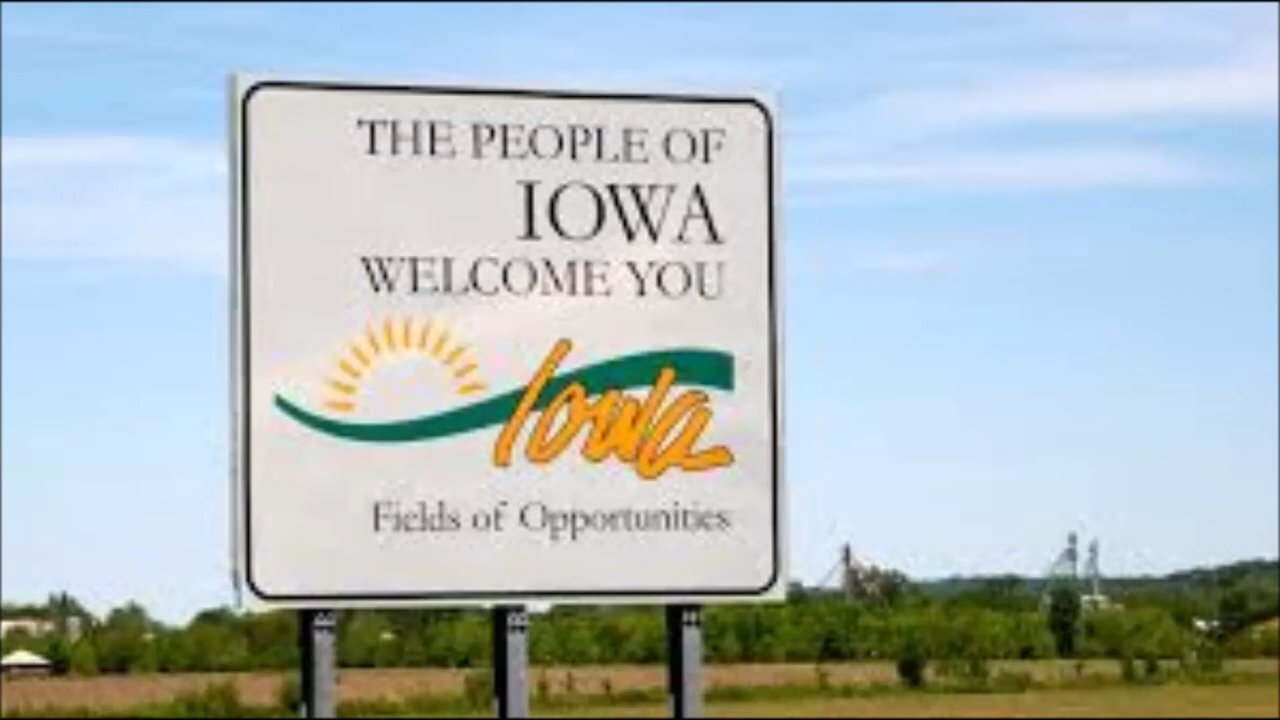 THE PEOPLE OF
IOWA
WELCOME YOU
Iowa
Fields of Opportunities